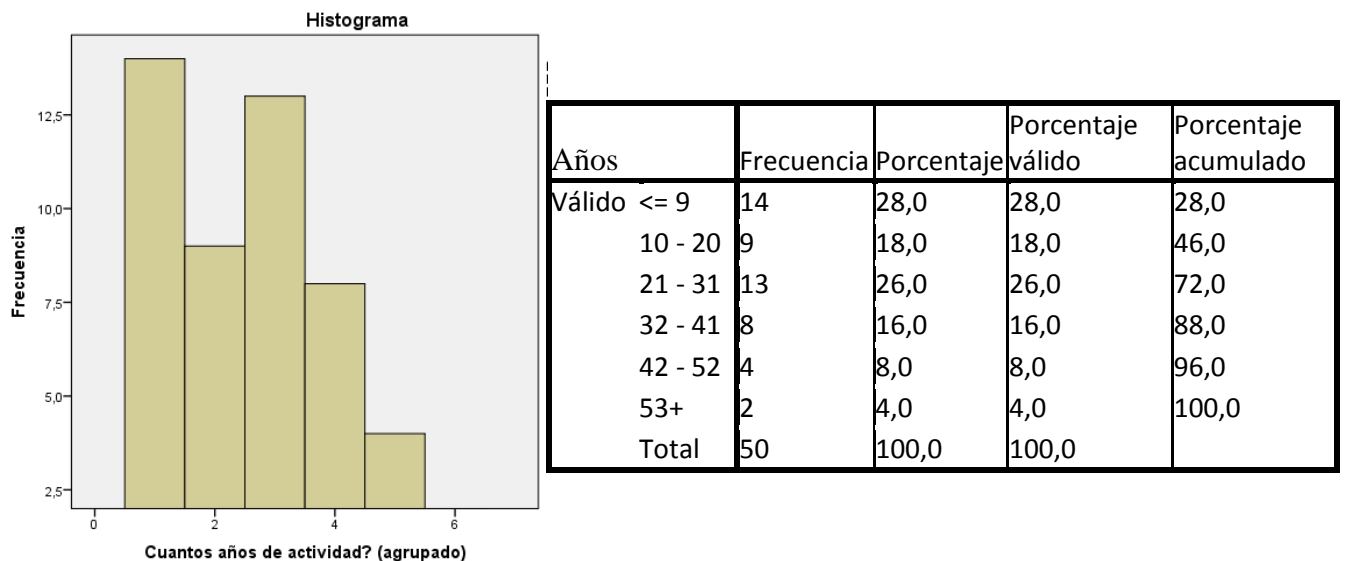 Histograma
Frecuencia
12,5
10,0
7,5
5,0
2,5
0 2 4 6
Cuantos años de actividad? (agrupado)
Años Frecuencia Porcentaje Porcentaje válido Porcentaje acumulado
Válido <= 9 14 28,0 28,0 28,0
10 - 20 9 18,0 18,0 46,0
21 - 31 13 26,0 26,0 72,0
32 - 41 8 16,0 16,0 88,0
42 - 52 4 8,0 8,0 96,0
53+ 2 4,0 4,0 100,0
Total 50 100,0 100,0